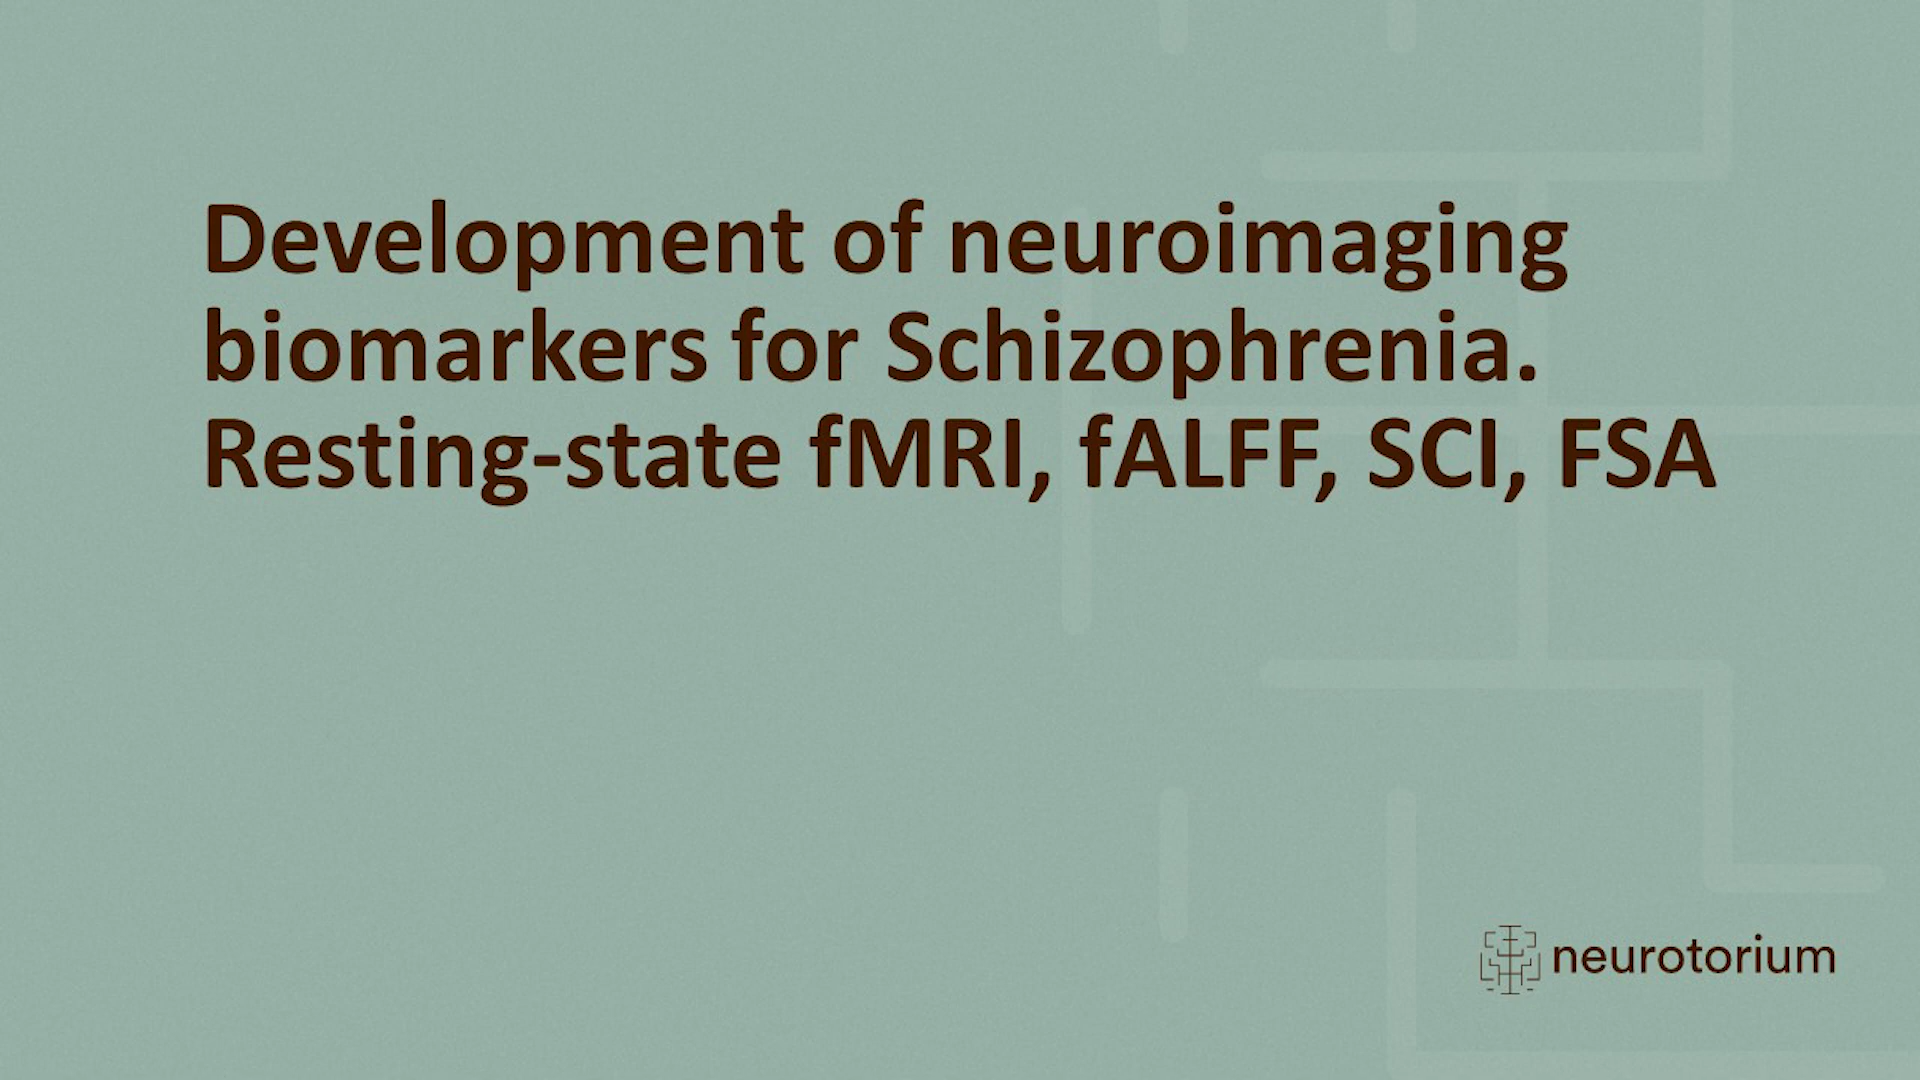 Development of neuroimaging
biomarkers for Schizophrenia.
Resting-state fMRI, fALFF, SCI, FSA
neurotorium